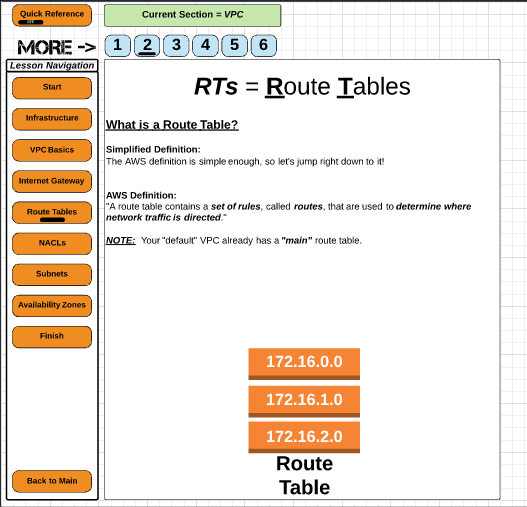 Quick Reference
OFF
Current Section = VPC
MORE ->
1 2 3 4 5 6
Lesson Navigation
Start
Infrastructure
VPC Basics
Internet Gateway
Route Tables
NACLs
Subnets
Availability Zones
Finish
Back to Main
RTs = Route Tables
What is a Route Table?
Simplified Definition:
The AWS definition is simple enough, so let's jump right down to it!
AWS Definition:
"A route table contains a set of rules, called routes, that are used to determine where
network traffic is directed."
NOTE: Your "default" VPC already has a "main" route table.
172.16.0.0
172.16.1.0
172.16.2.0
Route
Table